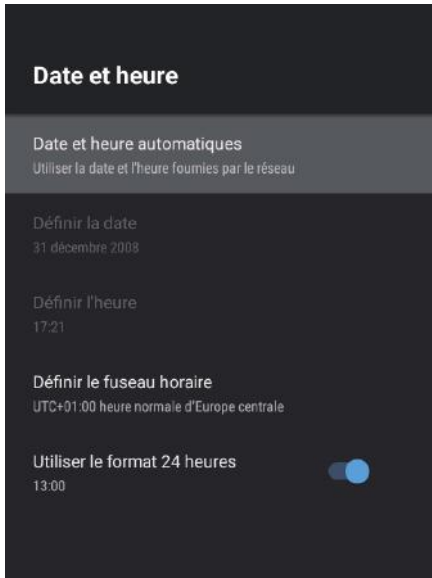 Date et heure
Date et heure automatiques
Utiliser la date et l'heure fournies par le réseau
Définir la date
31 décembre 2008
Définir l'heure
17:21
Définir le fuseau horaire
UTC+01:00 heure normale d'Europe centrale
Utiliser le format 24 heures
13:00